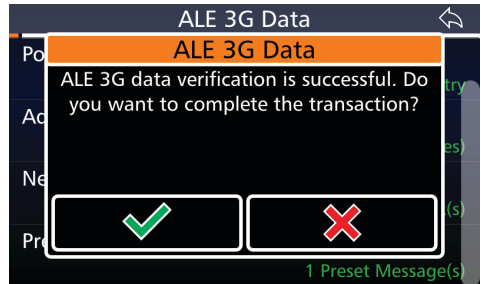 ALE 3G Data
ALE 3G Data
ALE 3G data verification is successful. Do
you want to complete the transaction?
1 Preset Message(s)